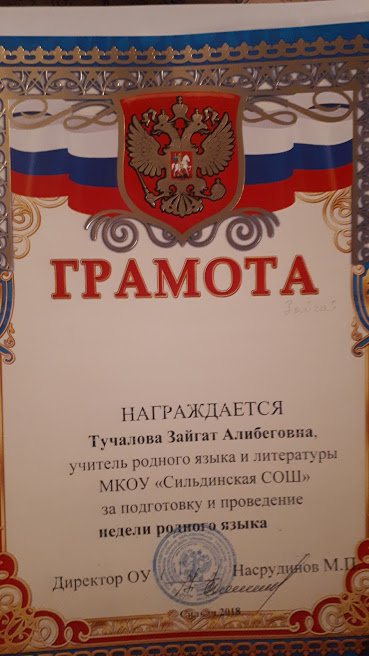 ГРАМОТА
Зайгат
НАГРАЖДАЕТСЯ
Тучалова Зайгат Алибеговна,
учитель родного языка и литературы
МКОУ «Сильдинская СОШ»
за подготовку и проведение
недели родного языка
Директор ОУ Насрудинов М.П
2018